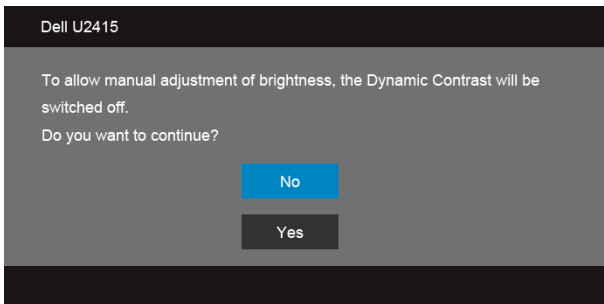 Dell U2415
To allow manual adjustment of brightness, the Dynamic Contrast will be
switched off.
Do you want to continue?
No
Yes